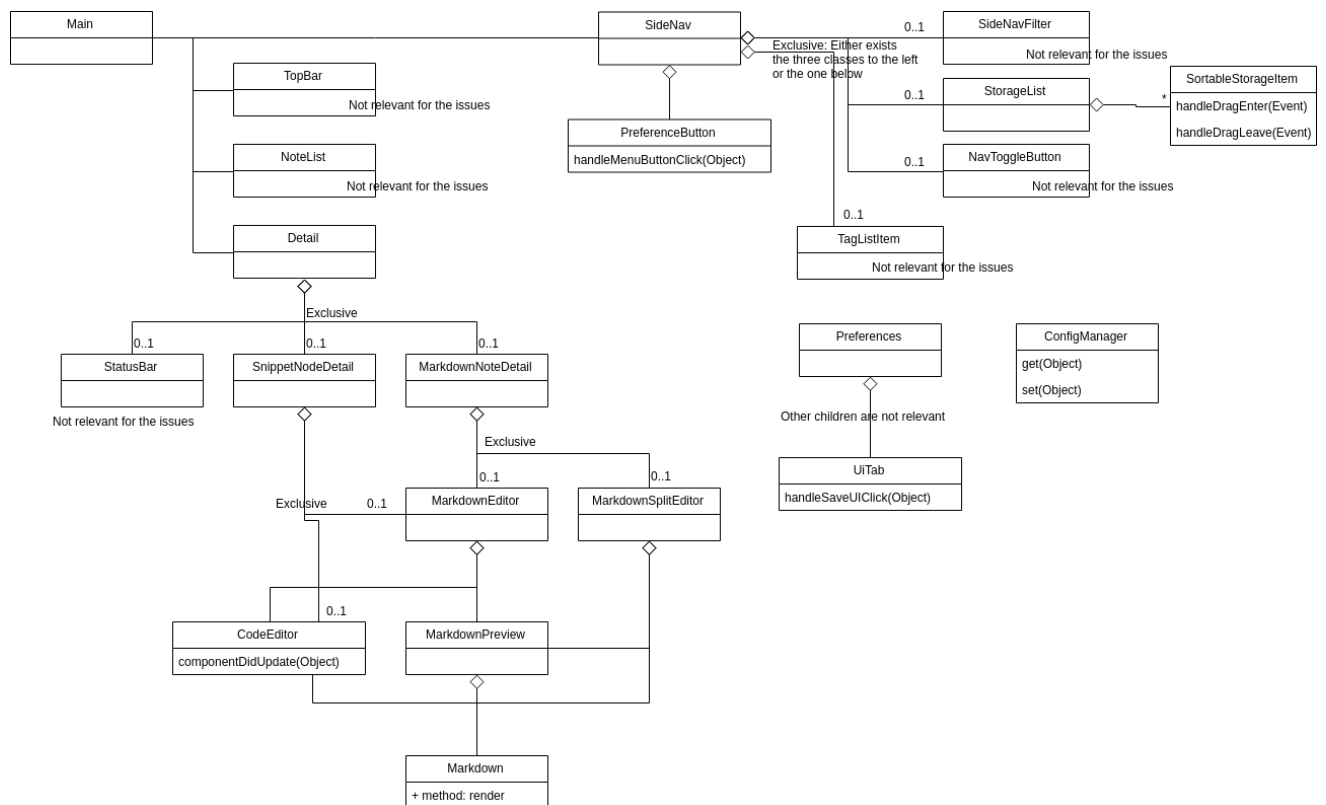 Main
SideNav
0..1
SideNavFilter
Exclusive: Either exists
the three classes to the left
or the one below
Not relevant for the issues
TopBar
Not relevant for the issues
StorageList
0..1
*
SortableStorageItem
handleDragEnter(Event)
handleDragLeave(Event)
PreferenceButton
handleMenuButtonClick(Object)
NoteList
Not relevant for the issues
0..1
NavToggleButton
Not relevant for the issues
0..1
Detail
TagListItem
Not relevant for the issues
Exclusive
0..1
0..1
0..1
StatusBar
Not relevant for the issues
SnippetNodeDetail
MarkdownNoteDetail
Preferences
Other children are not relevant
ConfigManager
get(Object)
set(Object)
Exclusive
0..1
0..1
UiTab
handleSaveUIClick(Object)
Exclusive
0..1
MarkdownEditor
MarkdownSplitEditor
0..1
CodeEditor
componentDidUpdate(Object)
MarkdownPreview
Markdown
+ method: render